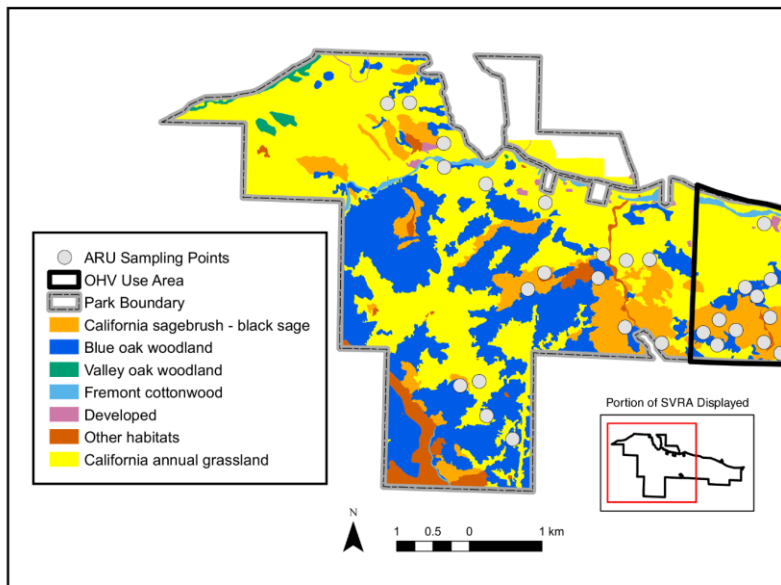 ARU Sampling Points
OHV Use Area
Park Boundary
California sagebrush - black sage
Blue oak woodland
Valley oak woodland
Fremont cottonwood
Developed
Other habitats
California annual grassland
Portion of SVRA Displayed
N
1 0.5 0 1 km